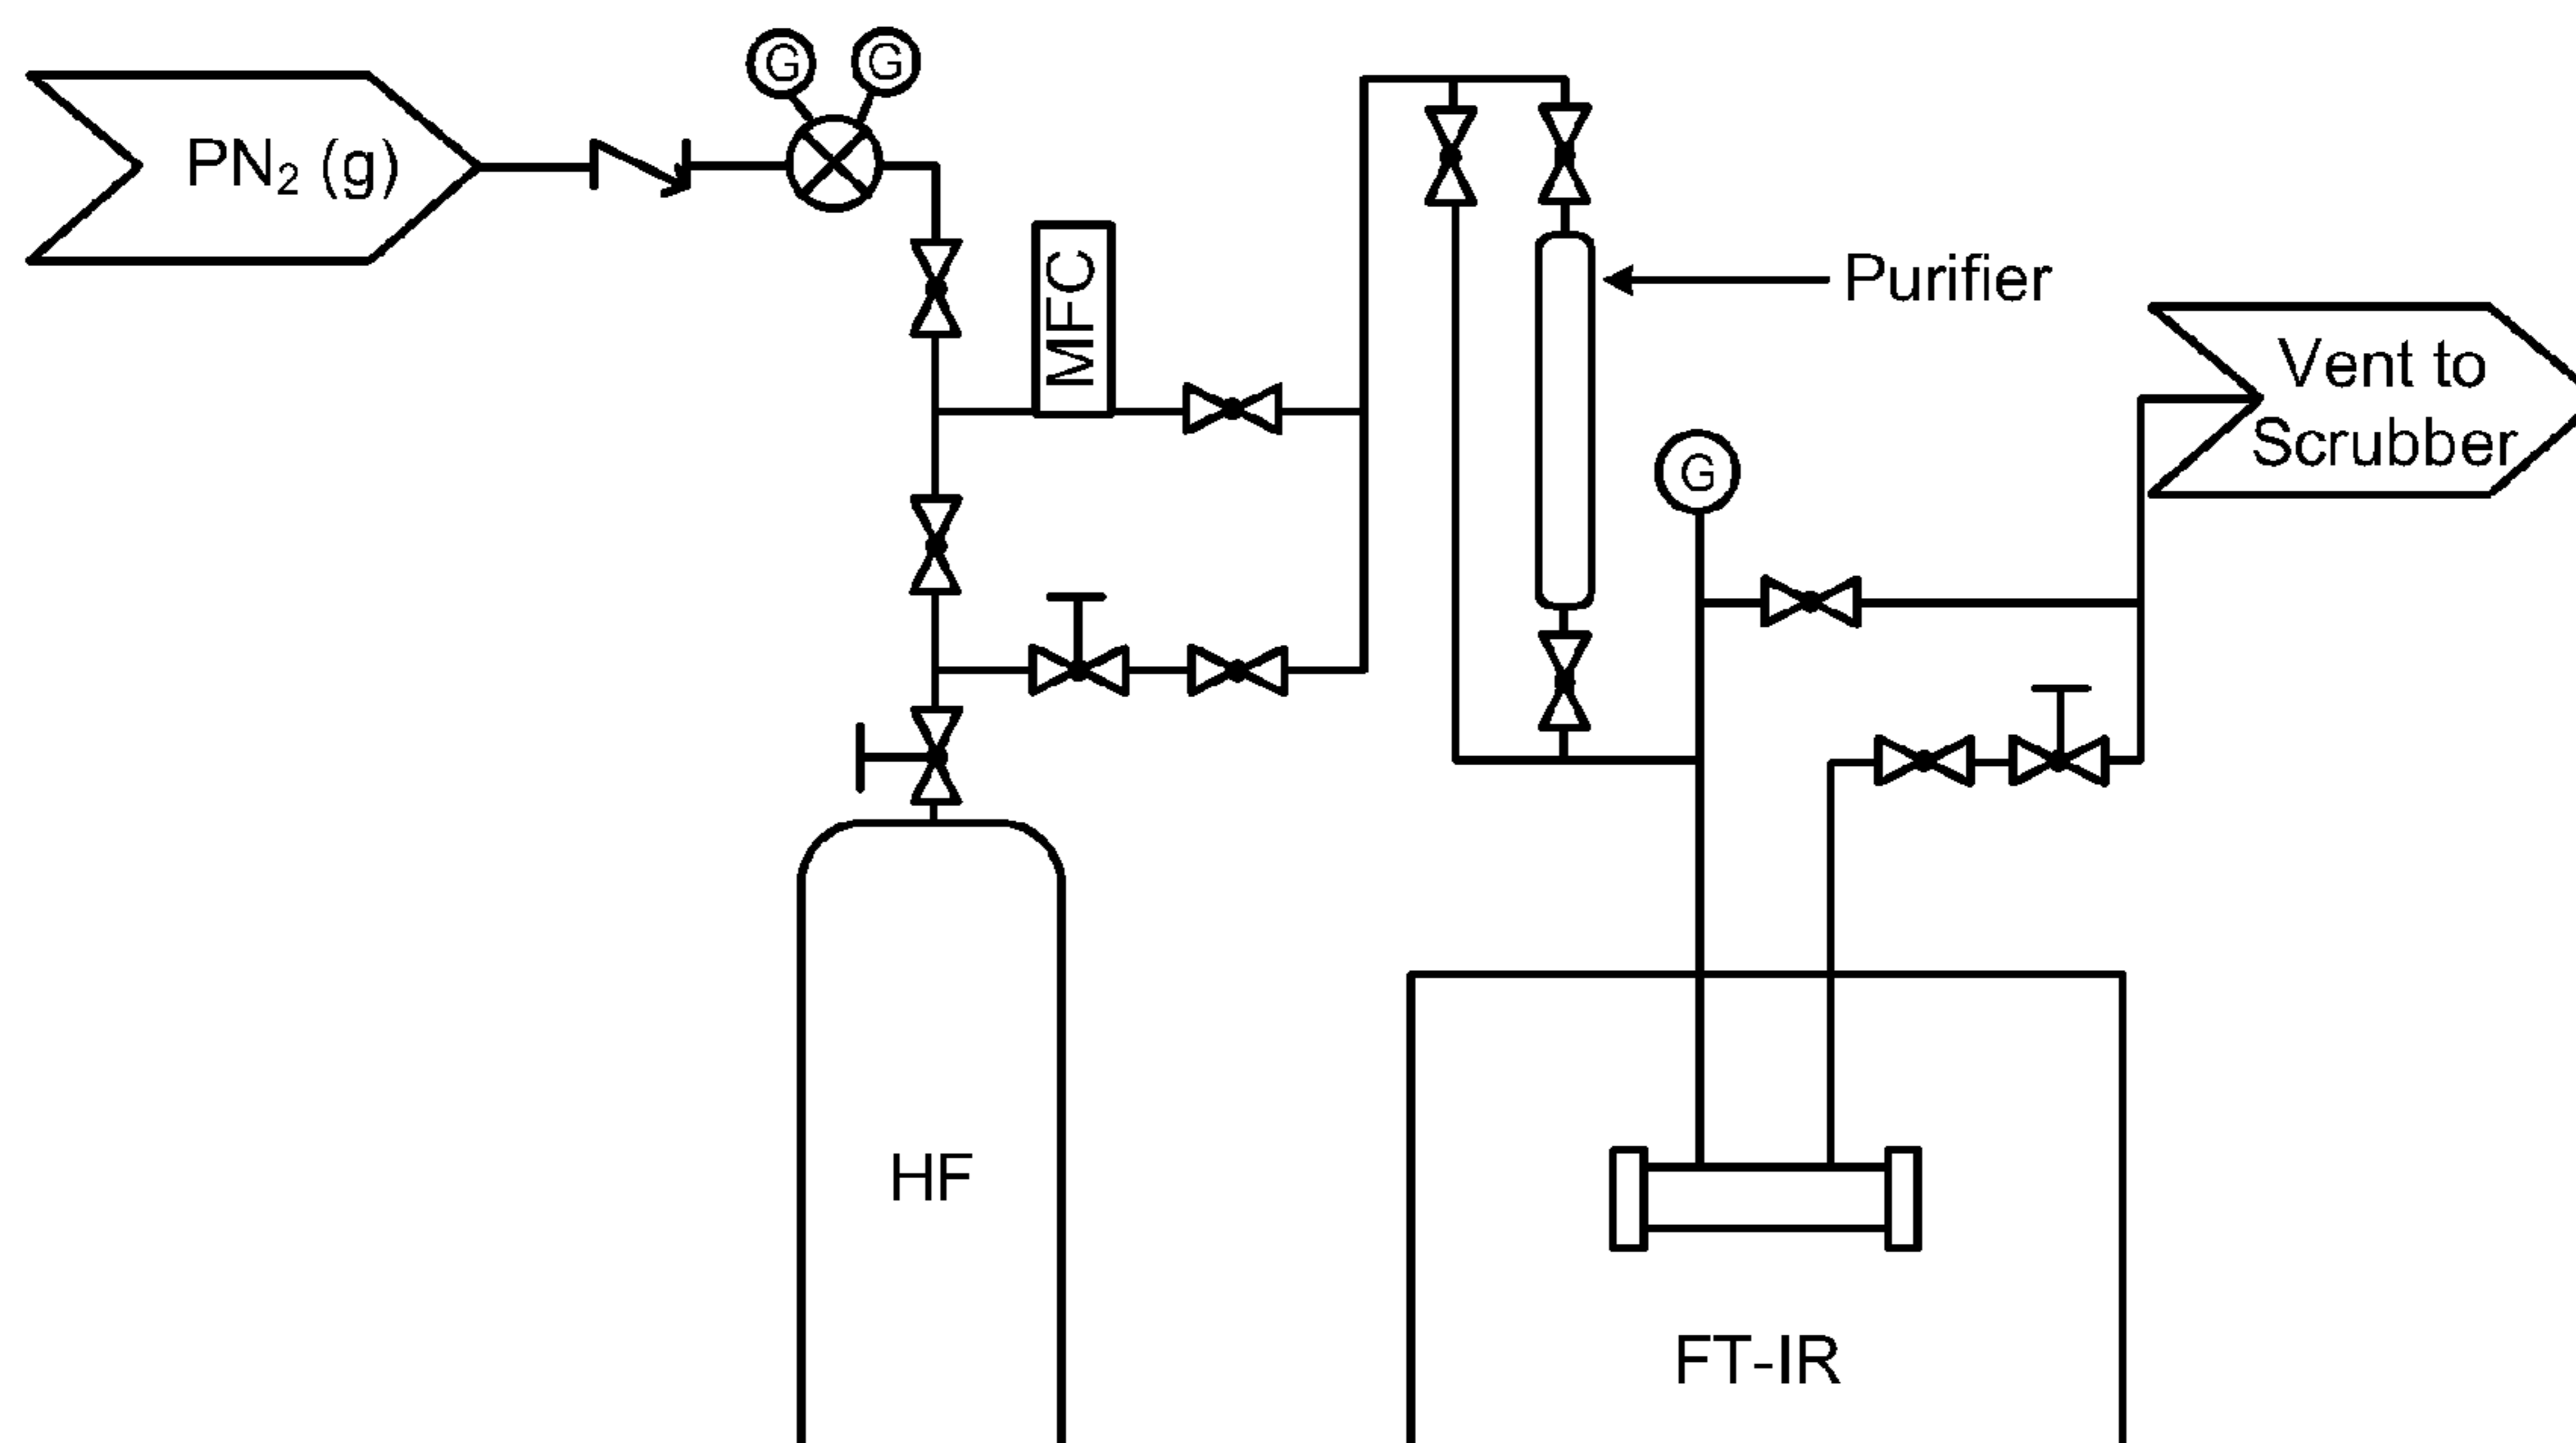 G
G
PN₂ (g)
MFC
Purifier
Vent to
Scrubber
G
HF
FT-IR